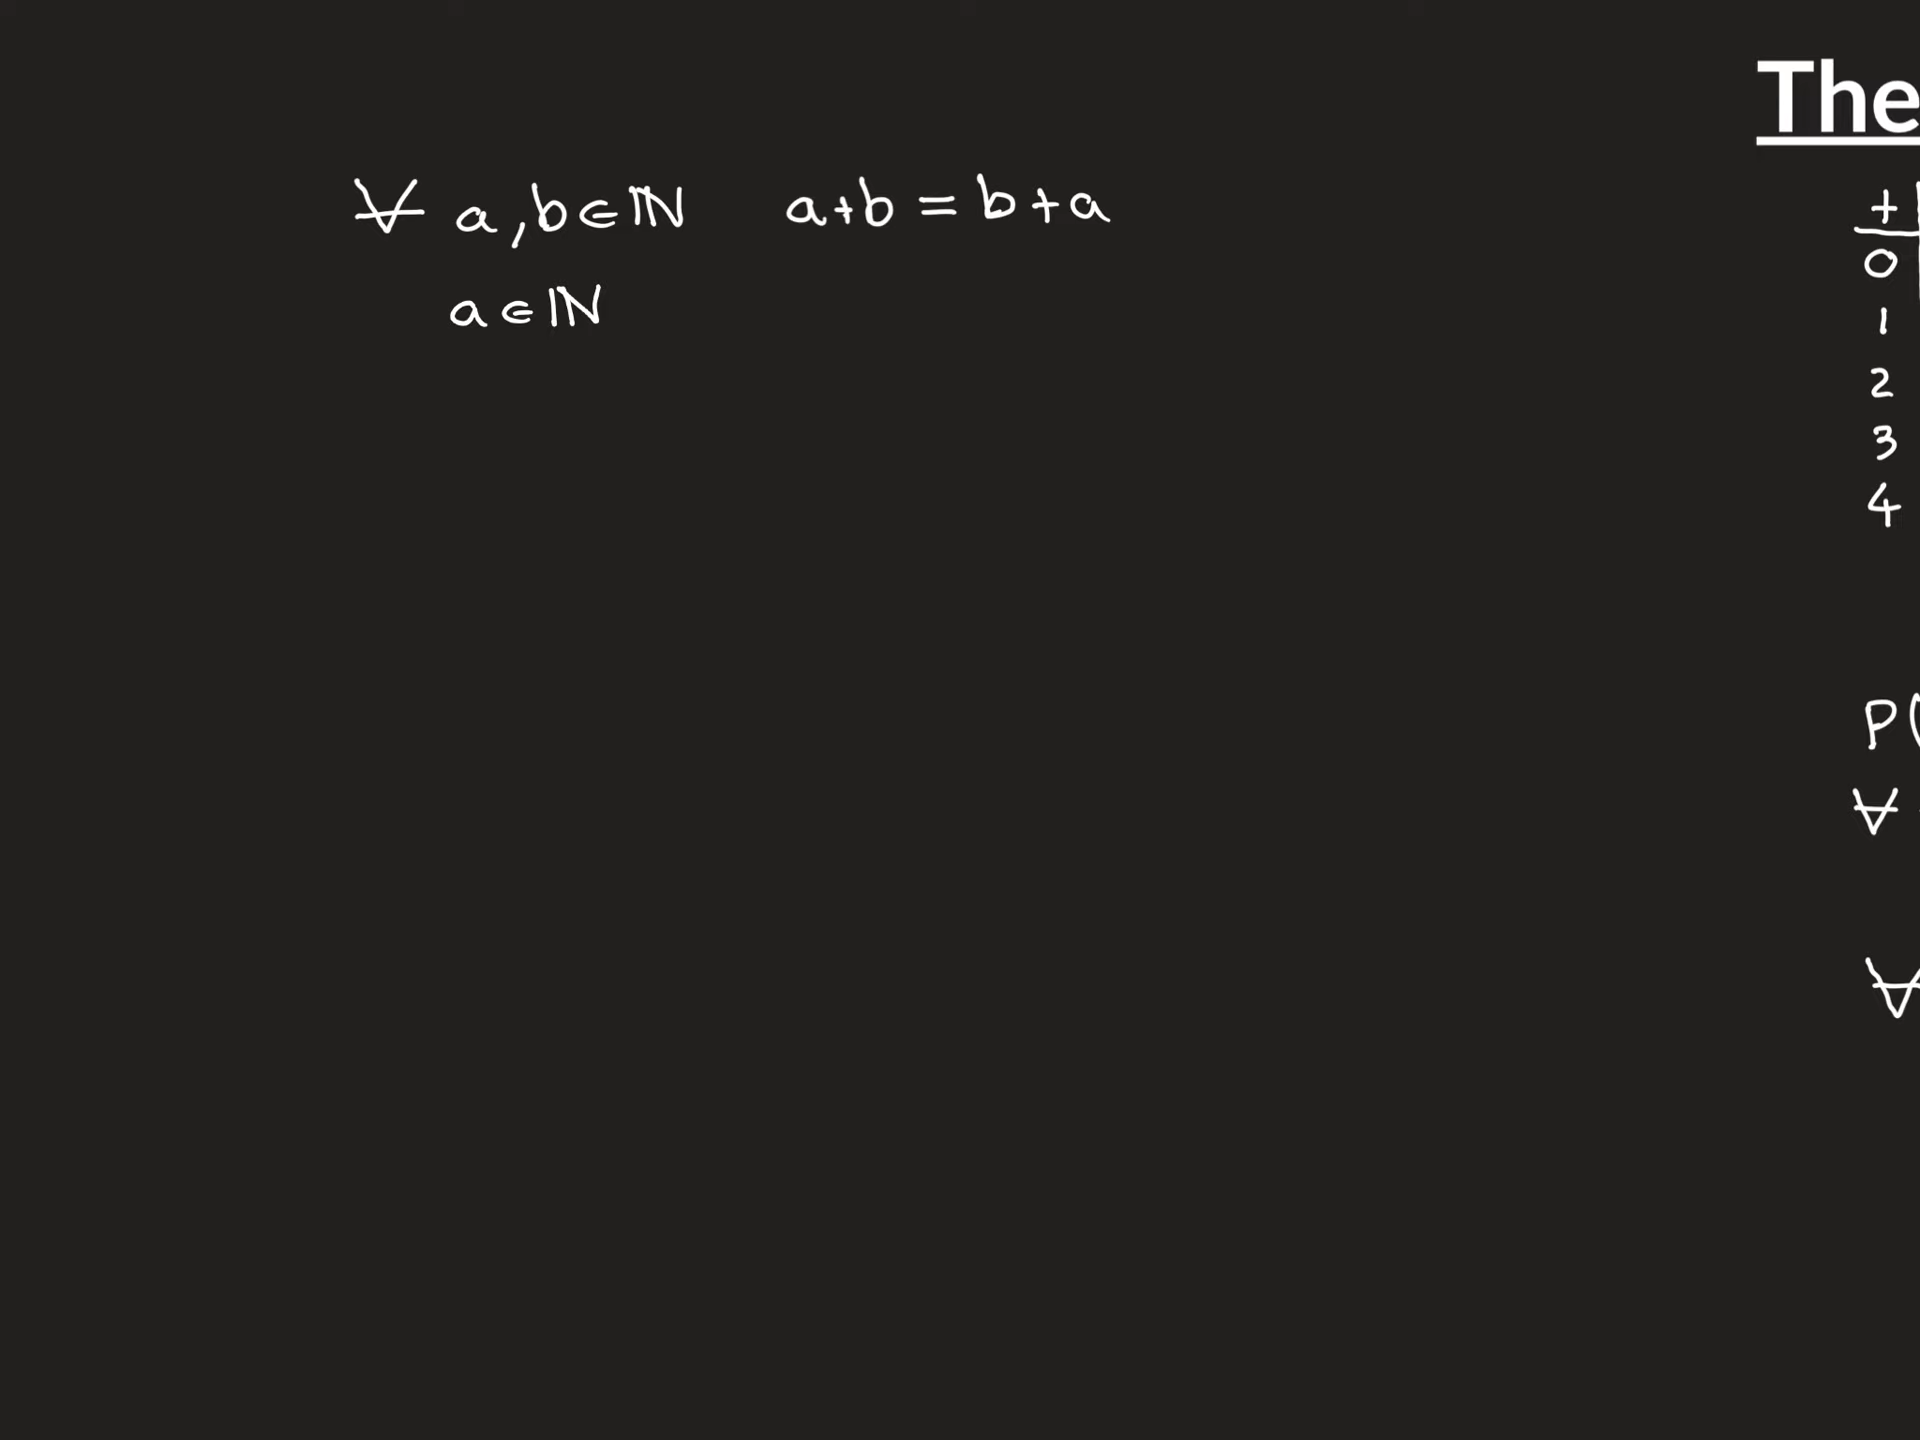 ∀ a, b ∈ ℕ a+b = b+a
a ∈ ℕ
The
+
0
1
2
3
4
P(
∀
∀